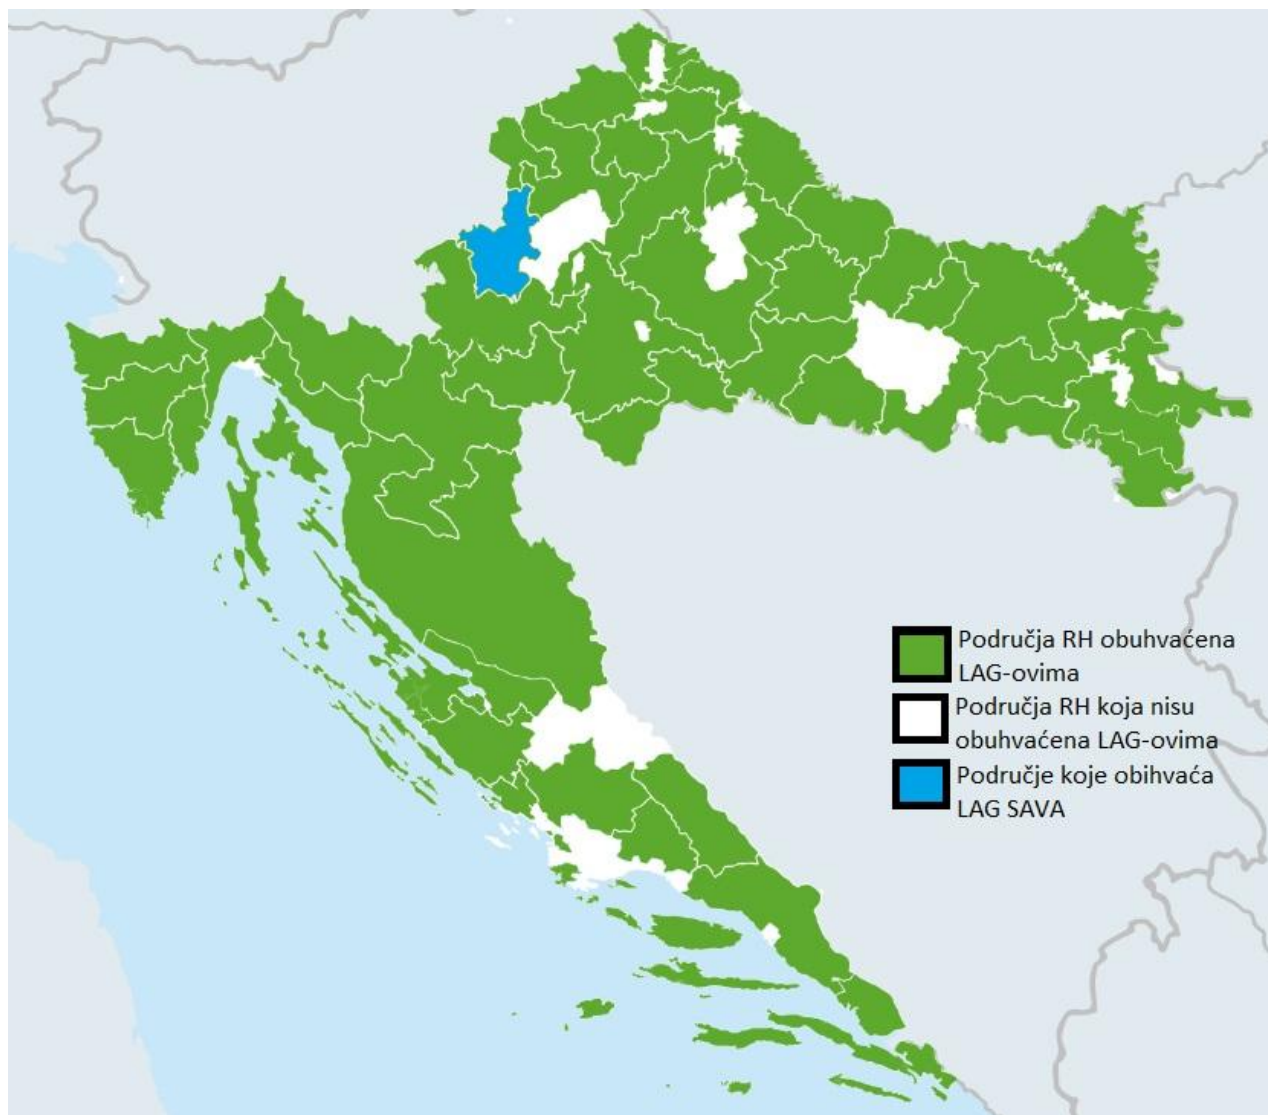 Područja RH obuhvaćena
LAG-ovima
Područja RH koja nisu
obuhvaćena LAG-ovima
Područje koje obihvaća
LAG SAVA